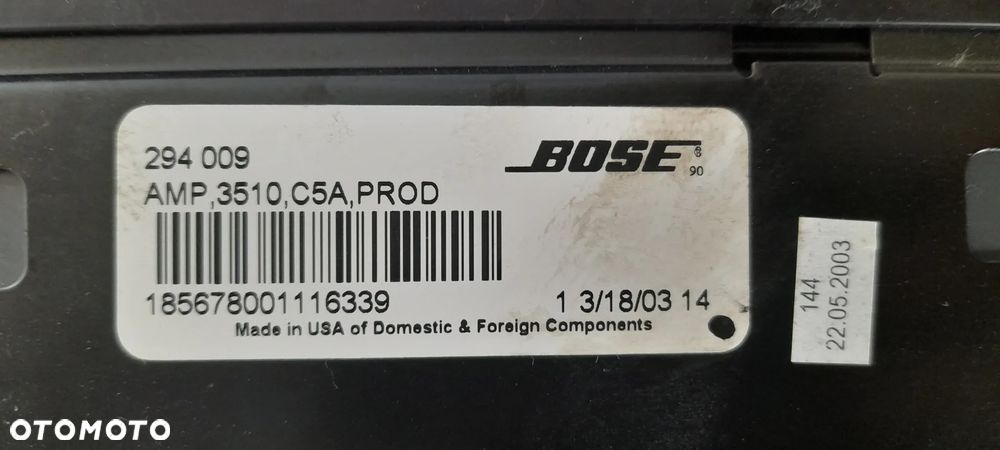 294 009
BOSE®
90
AMP,3510,C5A,PROD
185678001116339
1 3/18/03 14
Made in USA of Domestic & Foreign Components
144
22.05.2003
OTOMOTO